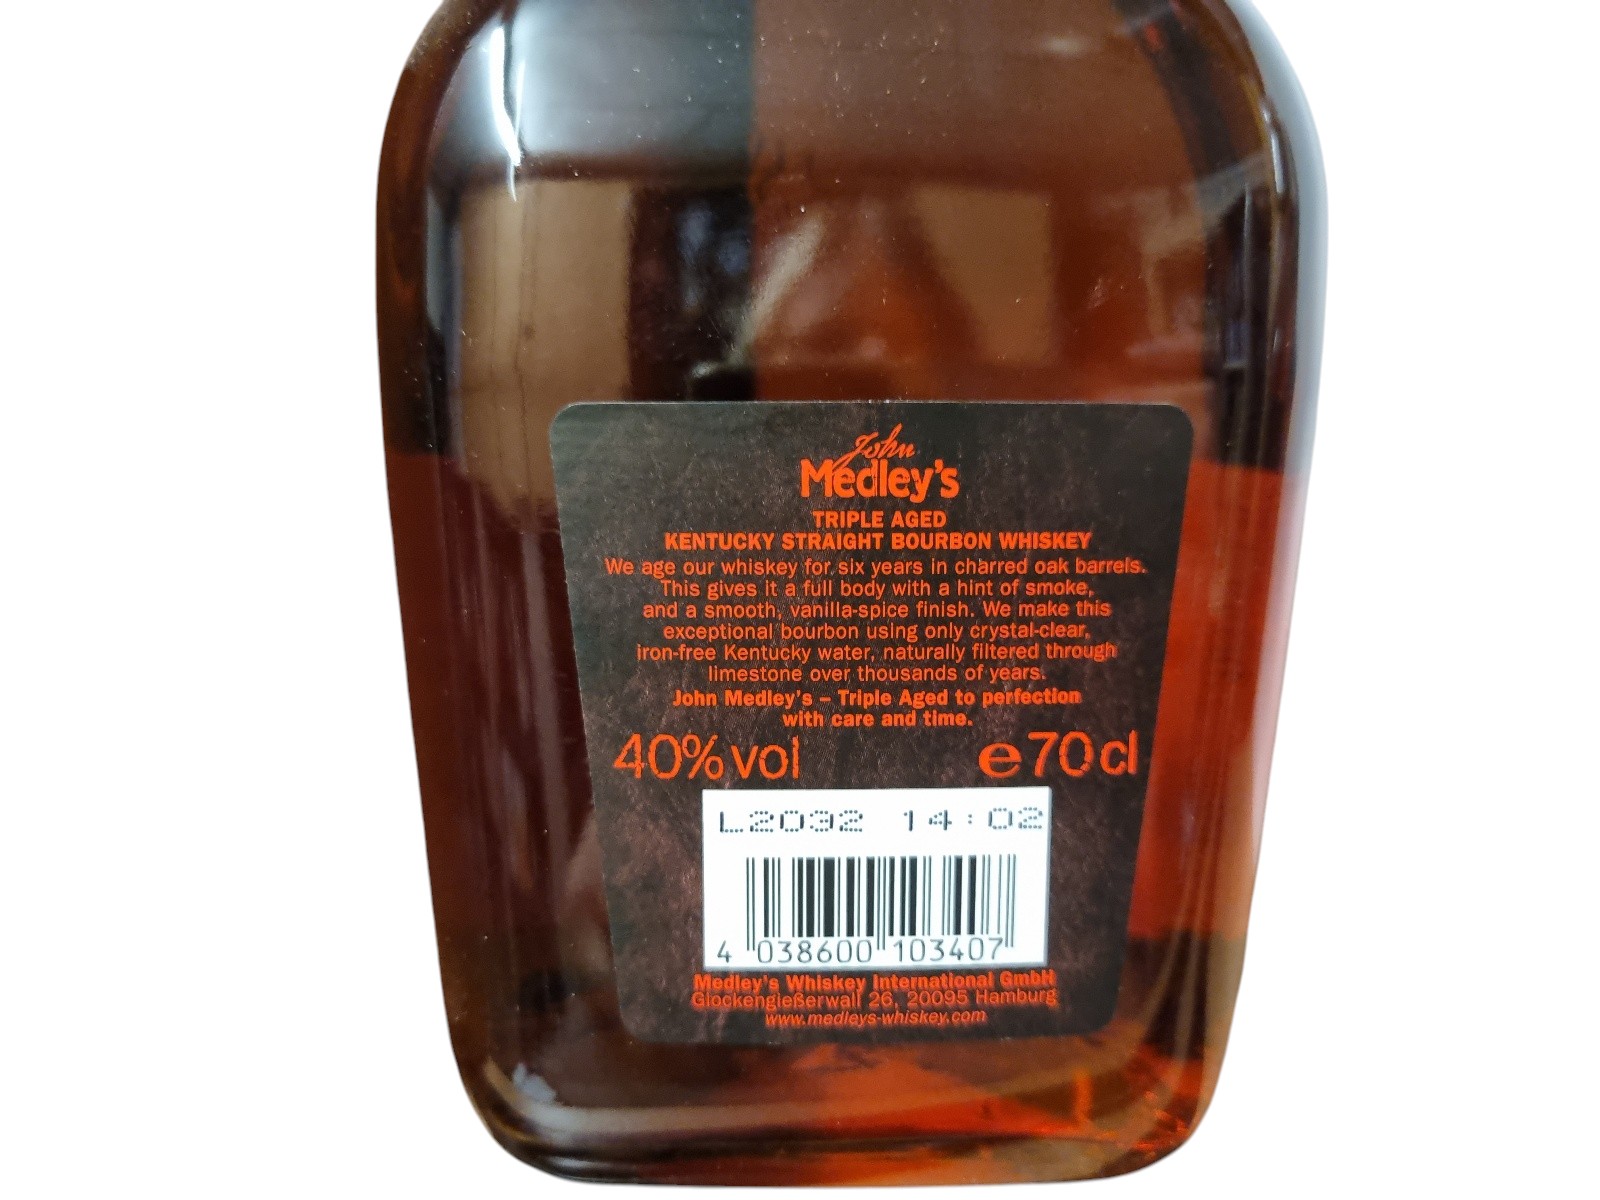 John
Medley's
TRIPLE AGED
KENTUCKY STRAIGHT BOURBON WHISKEY
We age our whiskey for six years in charred oak barrels.
This gives it a full body with a hint of smoke,
and a smooth, vanilla-spice finish. We make this
exceptional bourbon using only crystal-clear,
iron-free Kentucky water, naturally filtered through
limestone over thousands of years.
John Medley's – Triple Aged to perfection
with care and time.
40% vol e 70 cl
L2032 14:02
4 038600 103407
Medley's Whiskey International GmbH
Glockengießerwall 26, 20095 Hamburg
www.medleys-whiskey.com